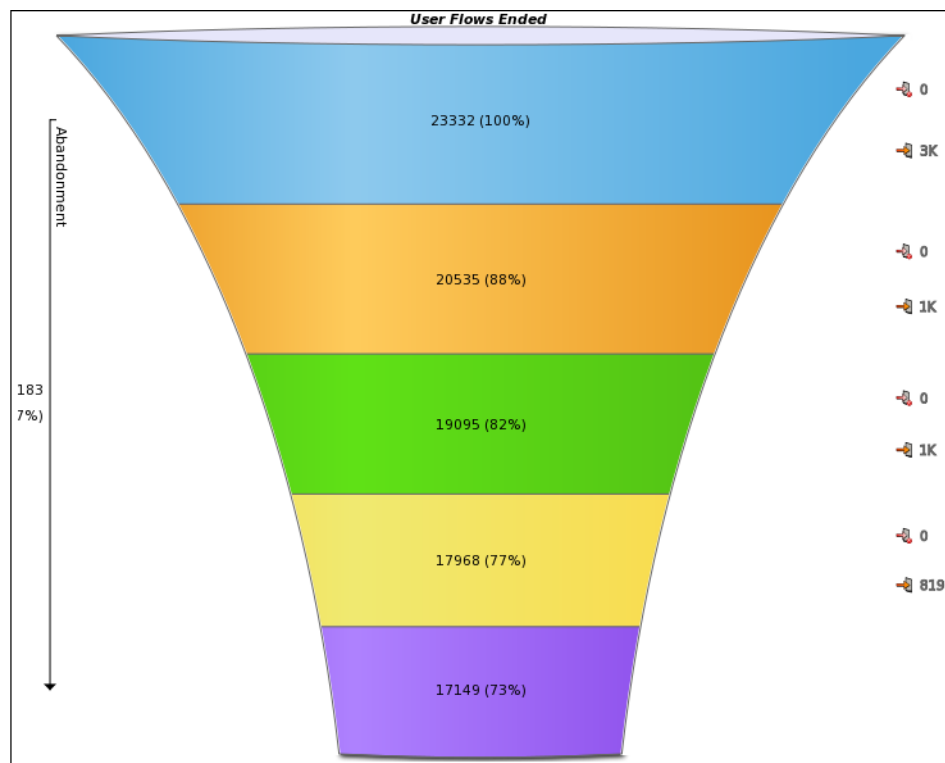 User Flows Ended
0
23332 (100%)
Abandonment
3K
0
20535 (88%)
1K
183
7%)
0
19095 (82%)
1K
0
17968 (77%)
819
17149 (73%)